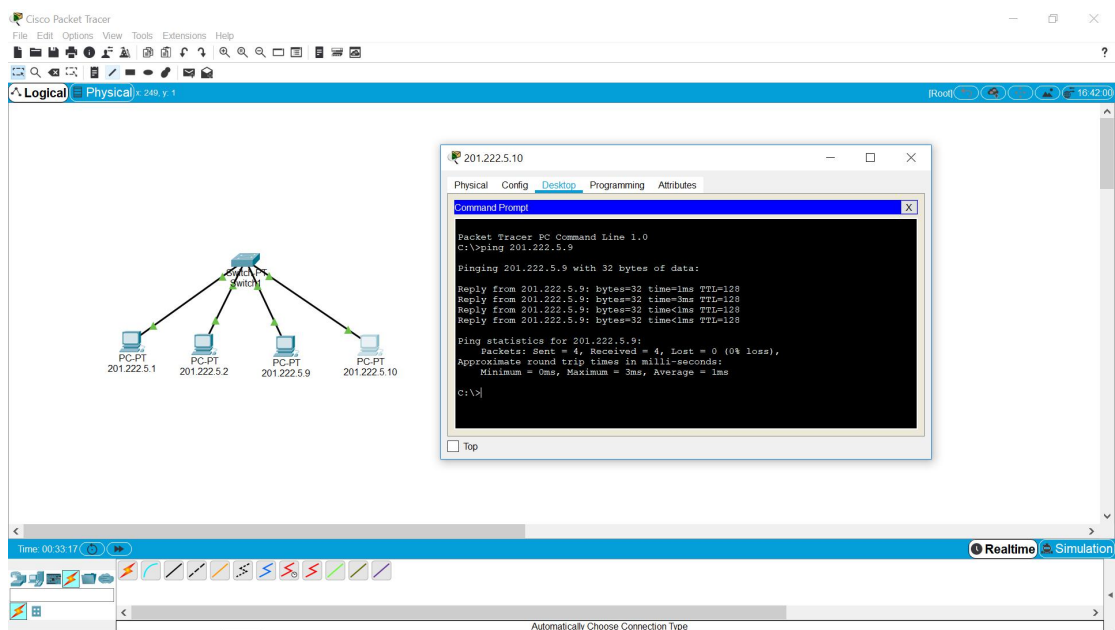 Cisco Packet Tracer
File Edit Options View Tools Extensions Help
?
Logical Physical x: 249, y: 1
[Root] 16:42:00
201.222.5.10
Physical Config Desktop Programming Attributes
Command Prompt
X
Packet Tracer PC Command Line 1.0
C:\>ping 201.222.5.9
Pinging 201.222.5.9 with 32 bytes of data:
Reply from 201.222.5.9: bytes=32 time=1ms TTL=128
Reply from 201.222.5.9: bytes=32 time=3ms TTL=128
Reply from 201.222.5.9: bytes=32 time<1ms TTL=128
Reply from 201.222.5.9: bytes=32 time<1ms TTL=128
Ping statistics for 201.222.5.9:
Packets: Sent = 4, Received = 4, Lost = 0 (0% loss),
Approximate round trip times in milli-seconds:
Minimum = 0ms, Maximum = 3ms, Average = 1ms
C:\>
Top
Switch-PT
Switch1
PC-PT
201.222.5.1
PC-PT
201.222.5.2
PC-PT
201.222.5.9
PC-PT
201.222.5.10
Time: 00:33:17
Realtime Simulation
Automatically Choose Connection Type